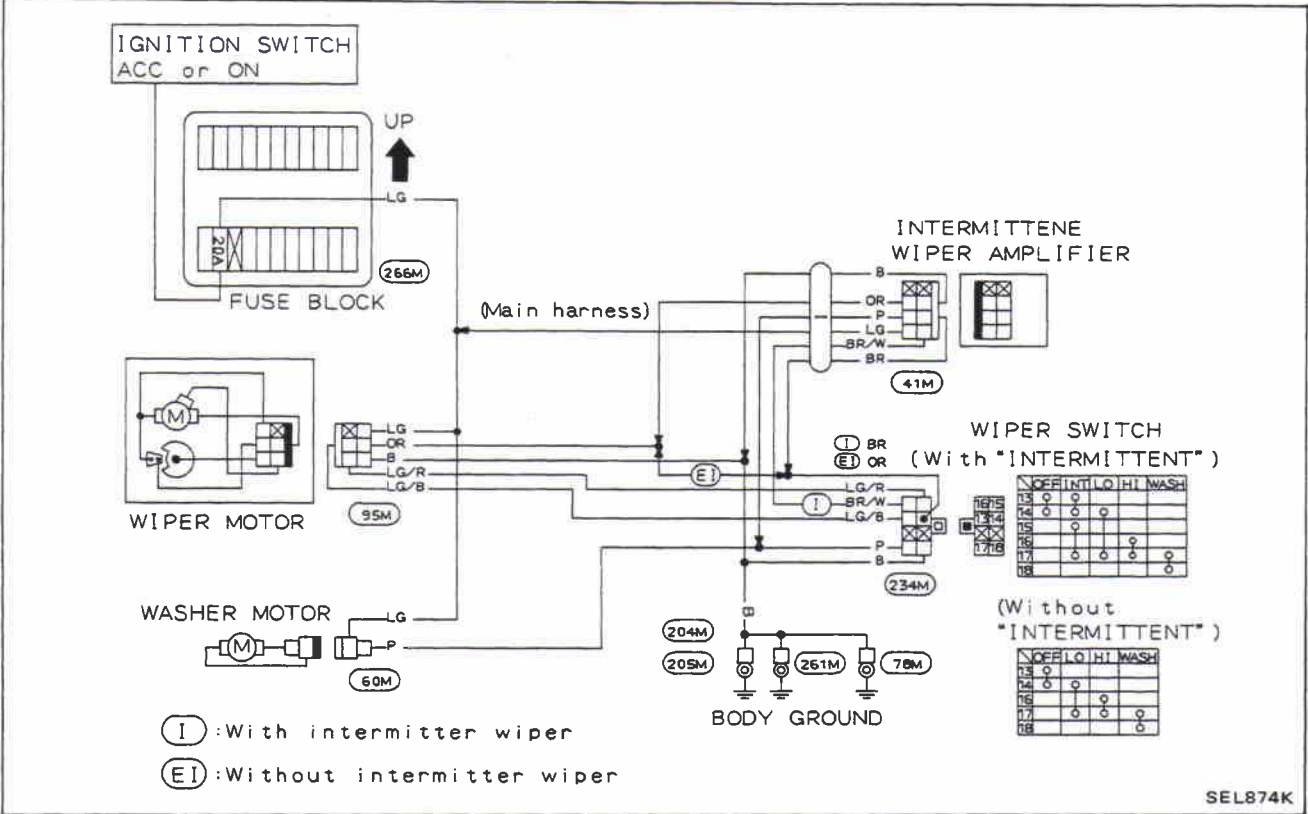 IGNITION SWITCH
ACC or ON
UP
LG
20A
266M
FUSE BLOCK
(Main harness)
INTERMITTENE
WIPER AMPLIFIER
B
OR
P
LG
BR/W
BR
41M
M
WIPER MOTOR
LG
OR
B
LG/R
LG/B
95M
EI
I
I BR
EI OR
WIPER SWITCH
(With "INTERMITTENT")
LG/R
BR/W
LG/B
P
B
234M
16 15
13 14
17 18
OFF INT LO HI WASH
13
14
15
16
17
18
WASHER MOTOR
M
LG
P
60M
B
204M
205M
261M
78M
BODY GROUND
(Without
"INTERMITTENT")
OFF LO HI WASH
13
14
16
17
18
I :With intermitter wiper
EI :Without intermitter wiper
SEL874K